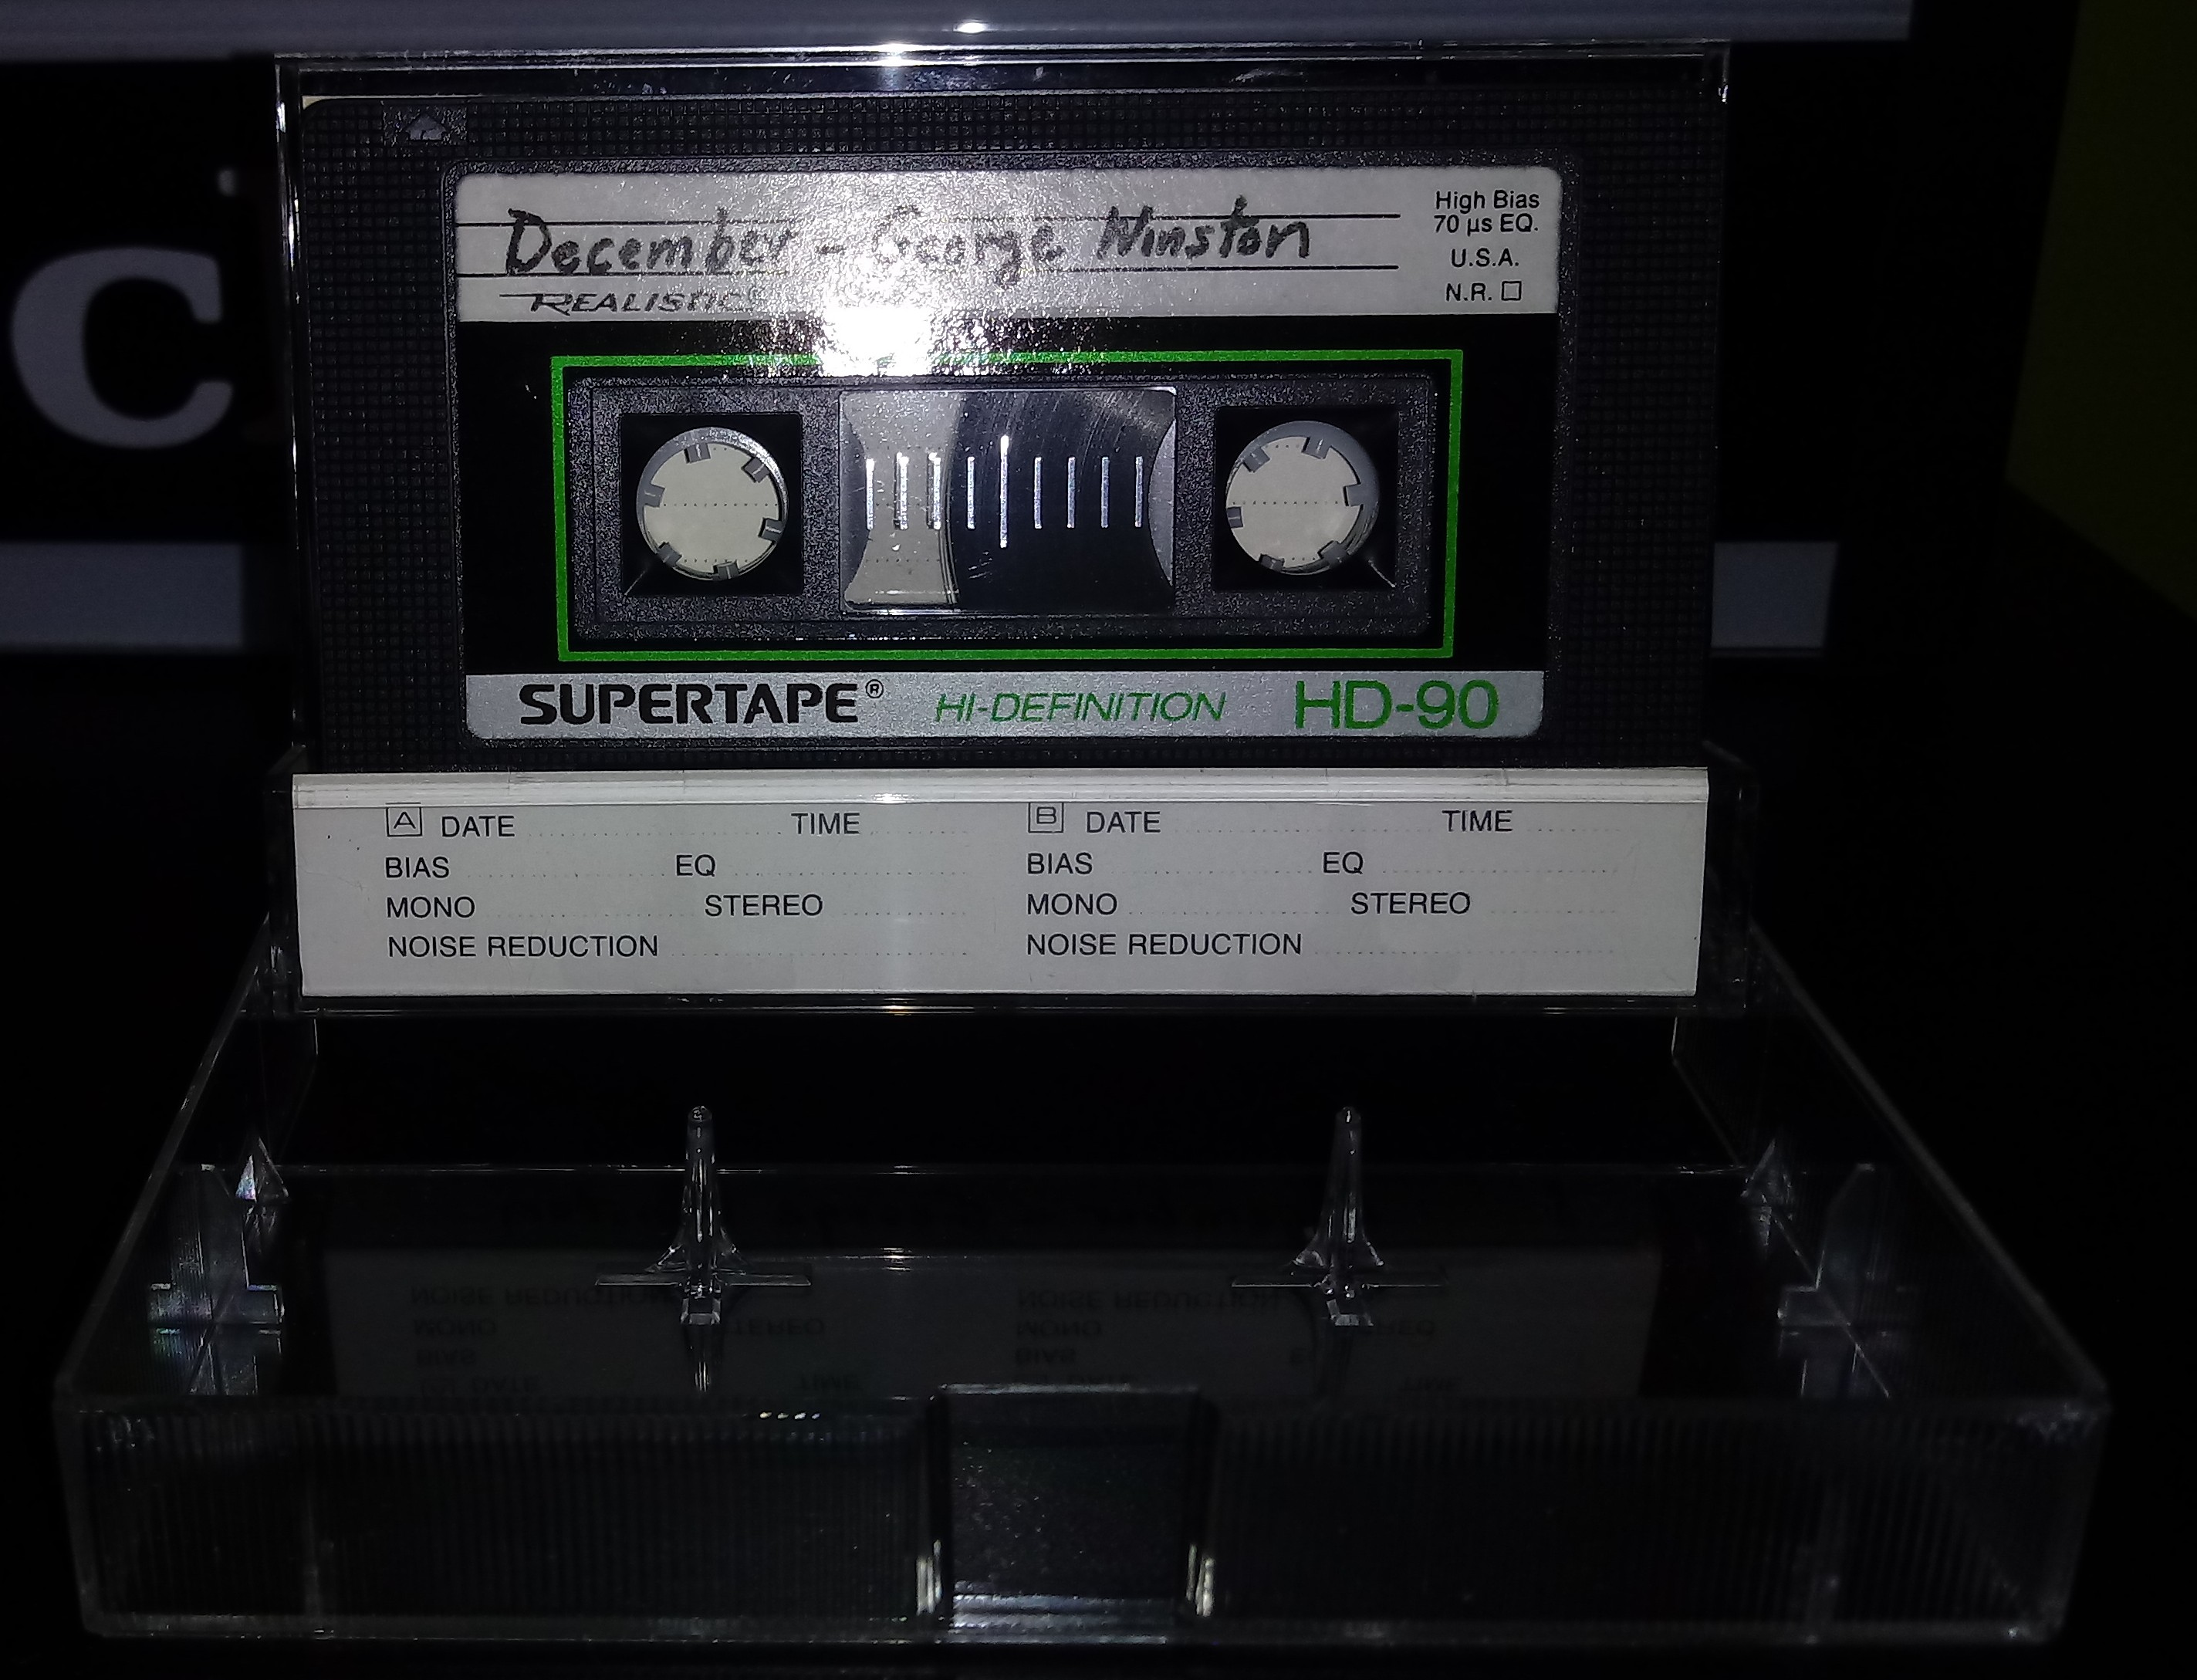 C
December - George Winston
High Bias
70 µs EQ.
U.S.A.
N.R. □
REALISTIC®
SUPERTAPE® HI-DEFINITION HD-90
A DATE TIME B DATE TIME
BIAS EQ BIAS EQ
MONO STEREO MONO STEREO
NOISE REDUCTION NOISE REDUCTION